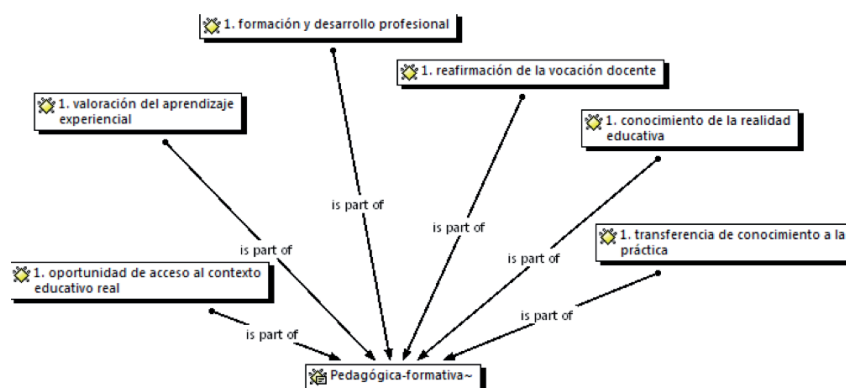 1. formación y desarrollo profesional
1. reafirmación de la vocación docente
1. valoración del aprendizaje
experiencial
1. conocimiento de la realidad
educativa
is part of
is part of
is part of
is part of
1. transferencia de conocimiento a la
práctica
1. oportunidad de acceso al contexto
educativo real
is part of
is part of
Pedagógica-formativa~